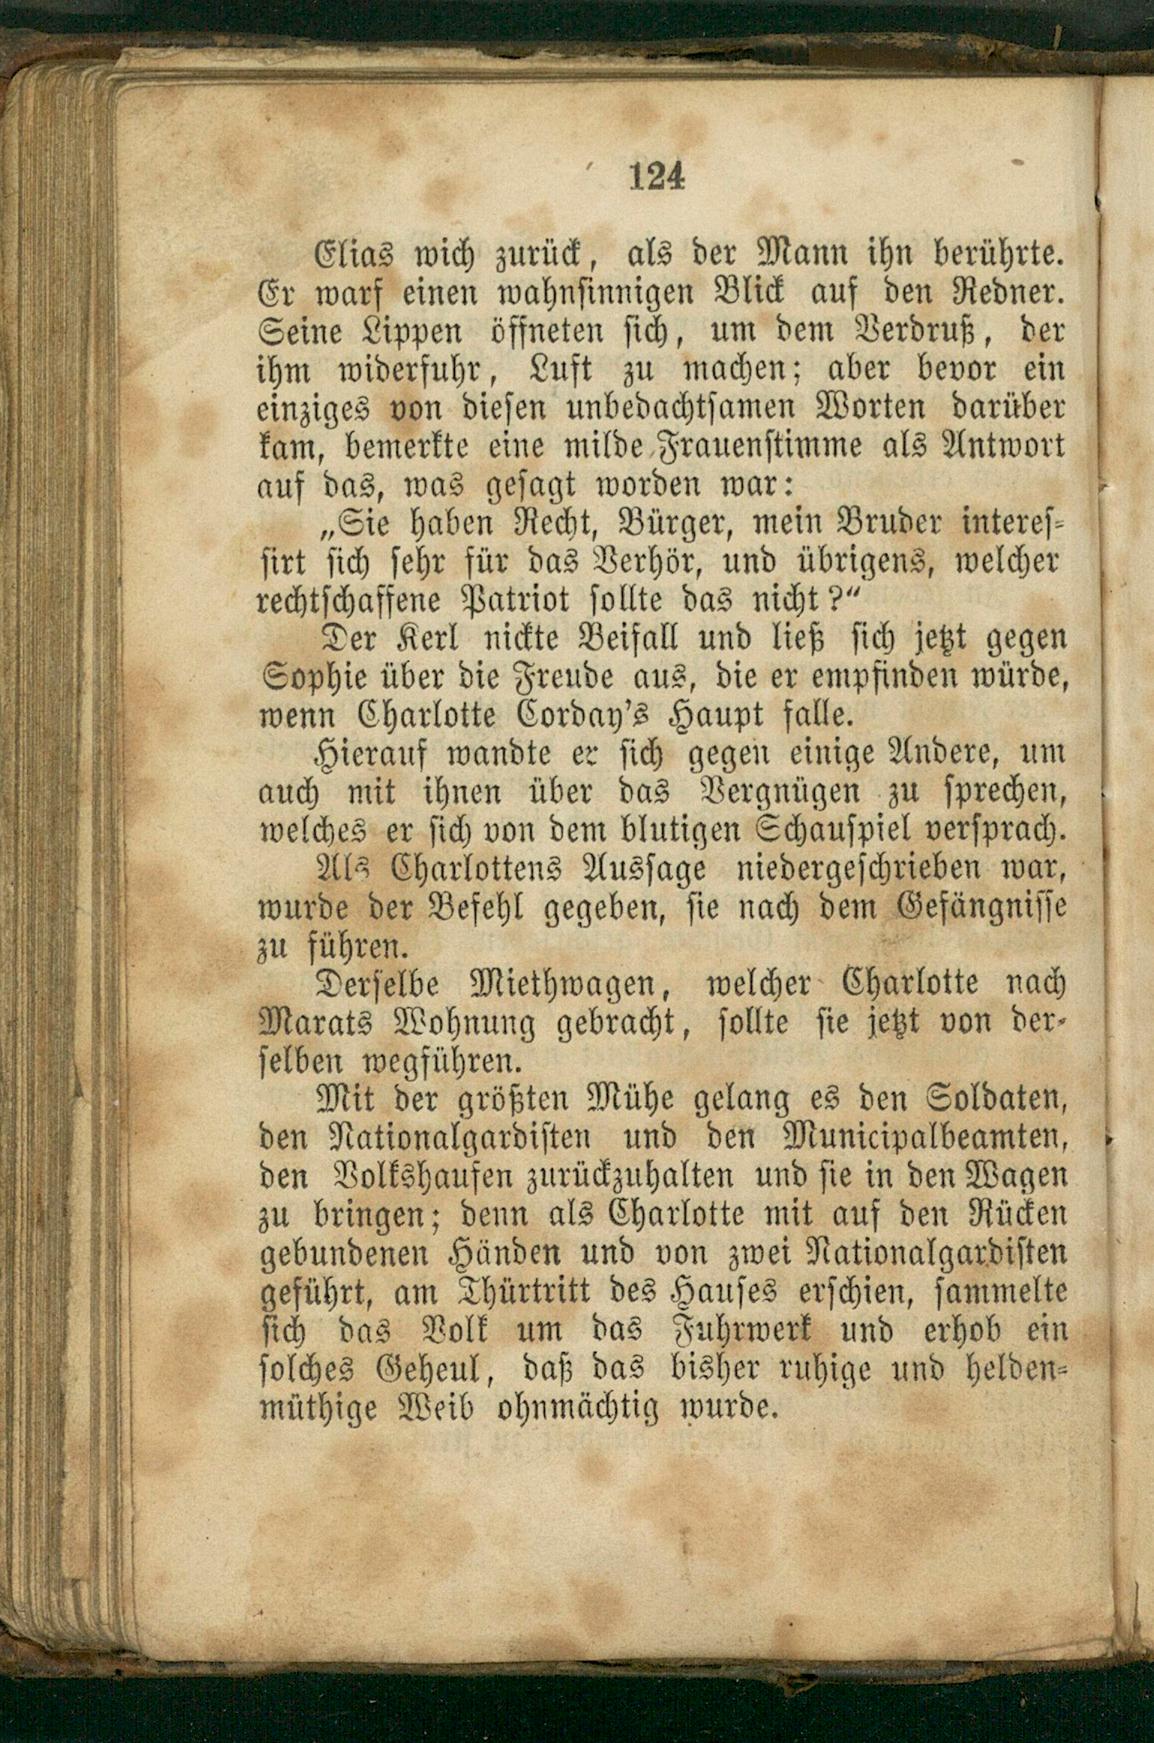 124
Elias wich zurück, als der Mann ihn berührte.
Er warf einen wahnsinnigen Blick auf den Redner.
Seine Lippen öffneten sich, um dem Verdruß, der
ihm widerfuhr, Luft zu machen; aber bevor ein
einziges von diesen unbedachtsamen Worten darüber
kam, bemerkte eine milde Frauenstimme als Antwort
auf das, was gesagt worden war:
„Sie haben Recht, Bürger, mein Bruder interes-
sirt sich sehr für das Verhör, und übrigens, welcher
rechtschaffene Patriot sollte das nicht?“
Der Kerl nickte Beifall und ließ sich jetzt gegen
Sophie über die Freude aus, die er empfinden würde,
wenn Charlotte Corday's Haupt falle.
Hierauf wandte er sich gegen einige Andere, um
auch mit ihnen über das Vergnügen zu sprechen,
welches er sich von dem blutigen Schauspiel versprach.
Als Charlottens Aussage niedergeschrieben war,
wurde der Befehl gegeben, sie nach dem Gefängnisse
zu führen.
Derselbe Miethwagen, welcher Charlotte nach
Marats Wohnung gebracht, sollte sie jetzt von der-
selben wegführen.
Mit der größten Mühe gelang es den Soldaten,
den Nationalgardisten und den Municipalbeamten,
den Volkshaufen zurückzuhalten und sie in den Wagen
zu bringen; denn als Charlotte mit auf den Rücken
gebundenen Händen und von zwei Nationalgardisten
geführt, am Thürtritt des Hauses erschien, sammelte
sich das Volk um das Fuhrwerk und erhob ein
solches Geheul, daß das bisher ruhige und helden-
müthige Weib ohnmächtig wurde.